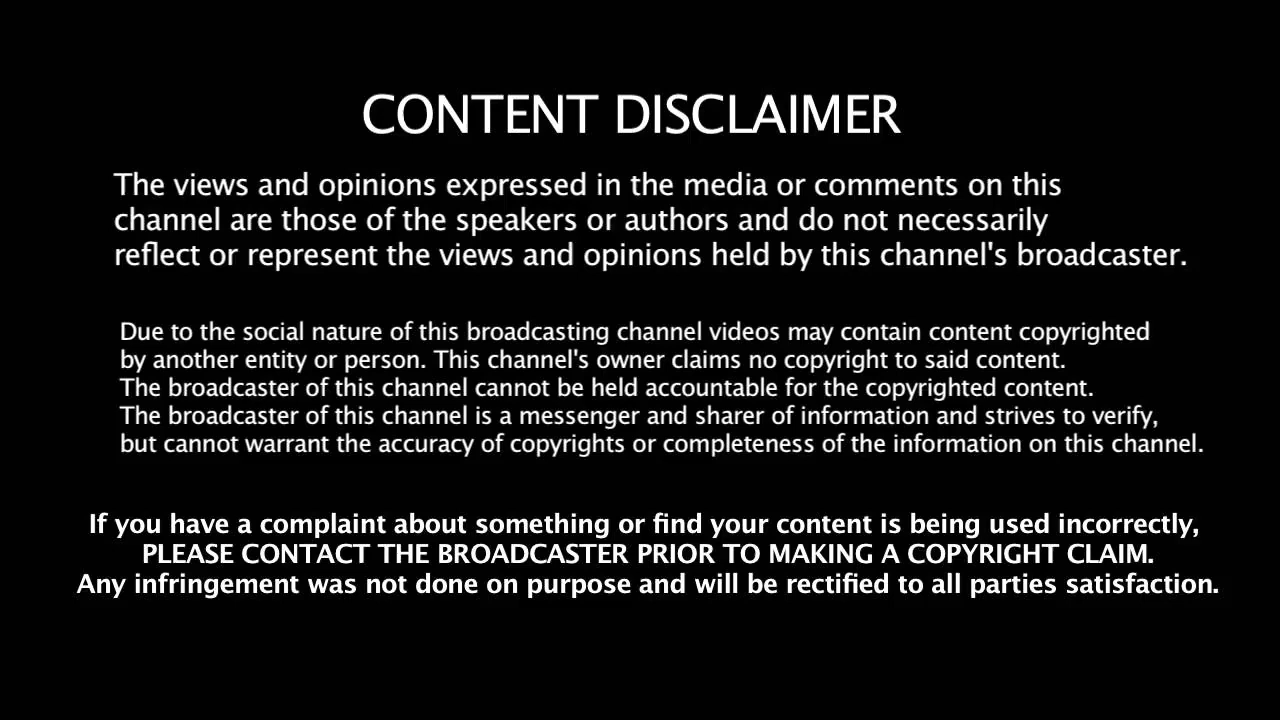 CONTENT DISCLAIMER
The views and opinions expressed in the media or comments on this
channel are those of the speakers or authors and do not necessarily
reflect or represent the views and opinions held by this channel's broadcaster.
Due to the social nature of this broadcasting channel videos may contain content copyrighted
by another entity or person. This channel's owner claims no copyright to said content.
The broadcaster of this channel cannot be held accountable for the copyrighted content.
The broadcaster of this channel is a messenger and sharer of information and strives to verify,
but cannot warrant the accuracy of copyrights or completeness of the information on this channel.
If you have a complaint about something or find your content is being used incorrectly,
PLEASE CONTACT THE BROADCASTER PRIOR TO MAKING A COPYRIGHT CLAIM.
Any infringement was not done on purpose and will be rectified to all parties satisfaction.